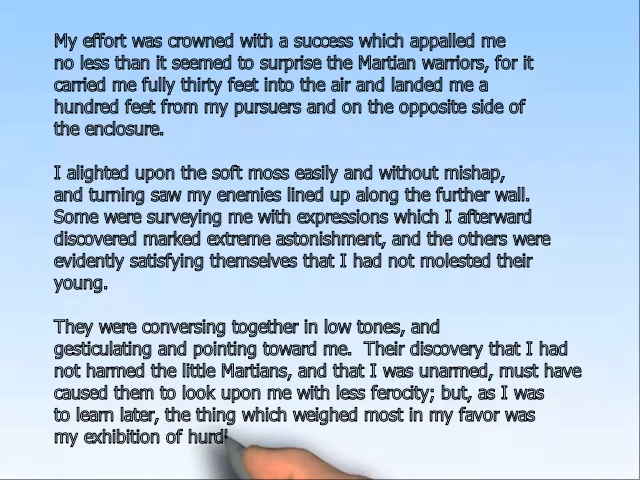 My effort was crowned with a success which appalled me
no less than it seemed to surprise the Martian warriors, for it
carried me fully thirty feet into the air and landed me a
hundred feet from my pursuers and on the opposite side of
the enclosure.
I alighted upon the soft moss easily and without mishap,
and turning saw my enemies lined up along the further wall.
Some were surveying me with expressions which I afterward
discovered marked extreme astonishment, and the others were
evidently satisfying themselves that I had not molested their
young.
They were conversing together in low tones, and
gesticulating and pointing toward me.  Their discovery that I had
not harmed the little Martians, and that I was unarmed, must have
caused them to look upon me with less ferocity; but, as I was
to learn later, the thing which weighed most in my favor was
my exhibition of hurdl